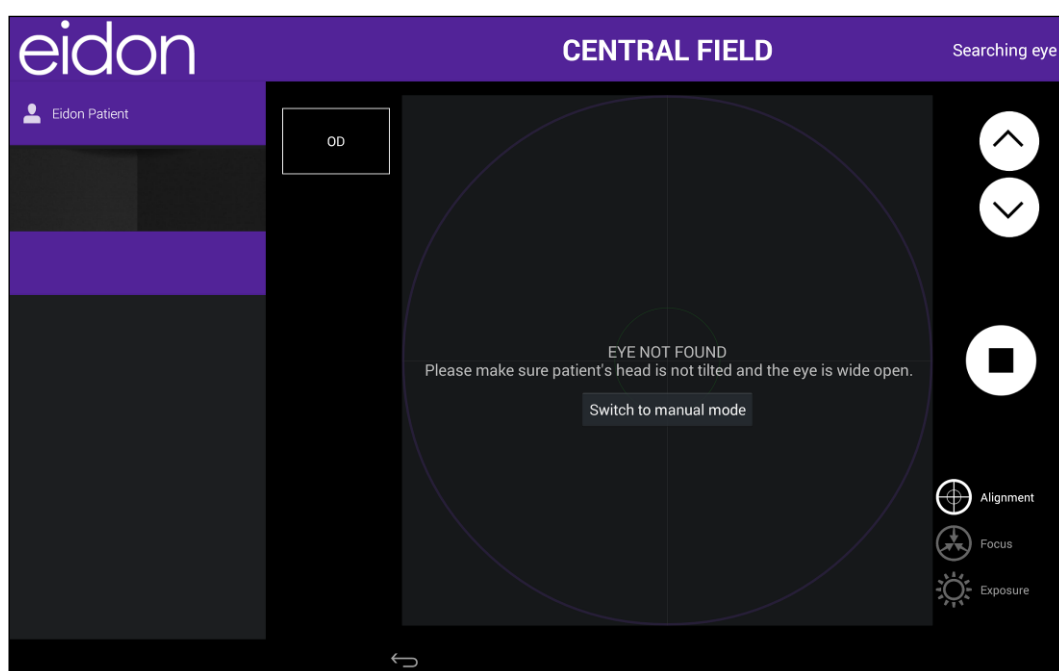 eidon
CENTRAL FIELD
Searching eye
Eidon Patient
OD
EYE NOT FOUND
Please make sure patient's head is not tilted and the eye is wide open.
Switch to manual mode
Alignment
Focus
Exposure